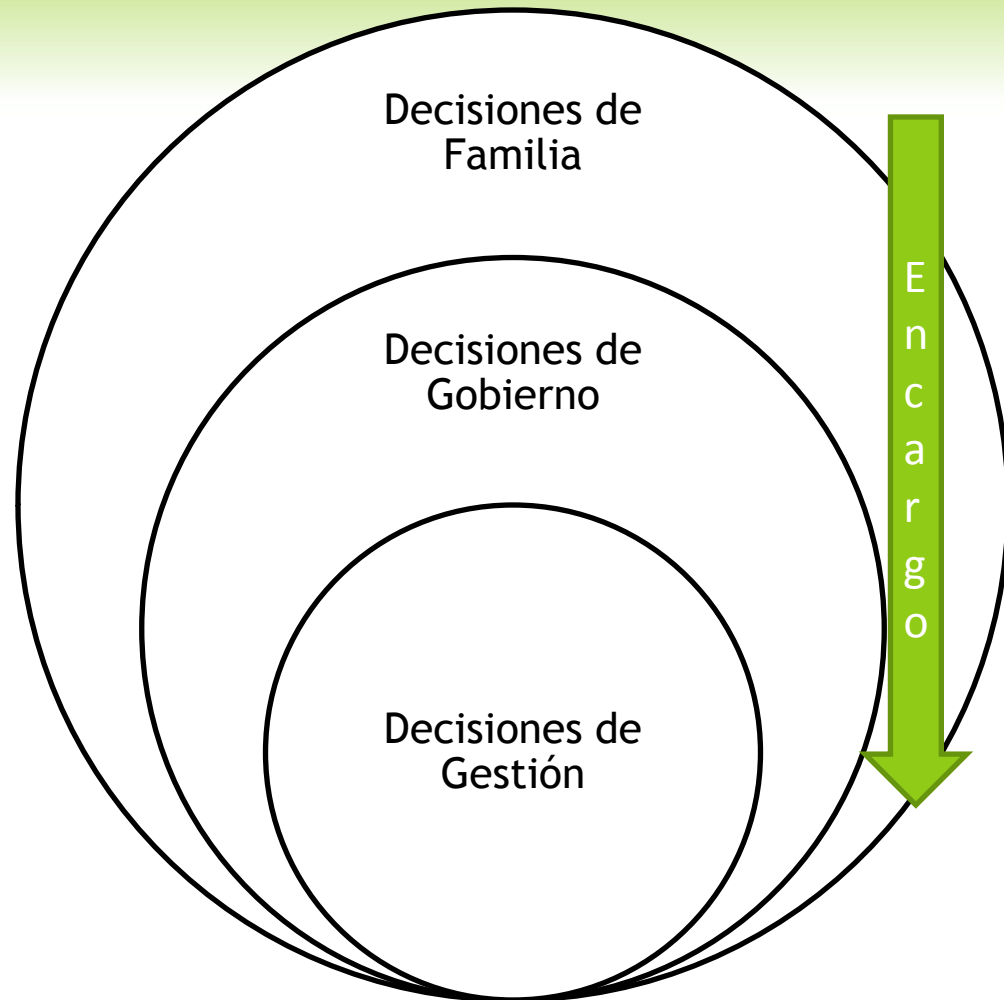 Decisiones de
Familia
Decisiones de
Gobierno
Decisiones de
Gestión
E
n
c
a
r
g
o